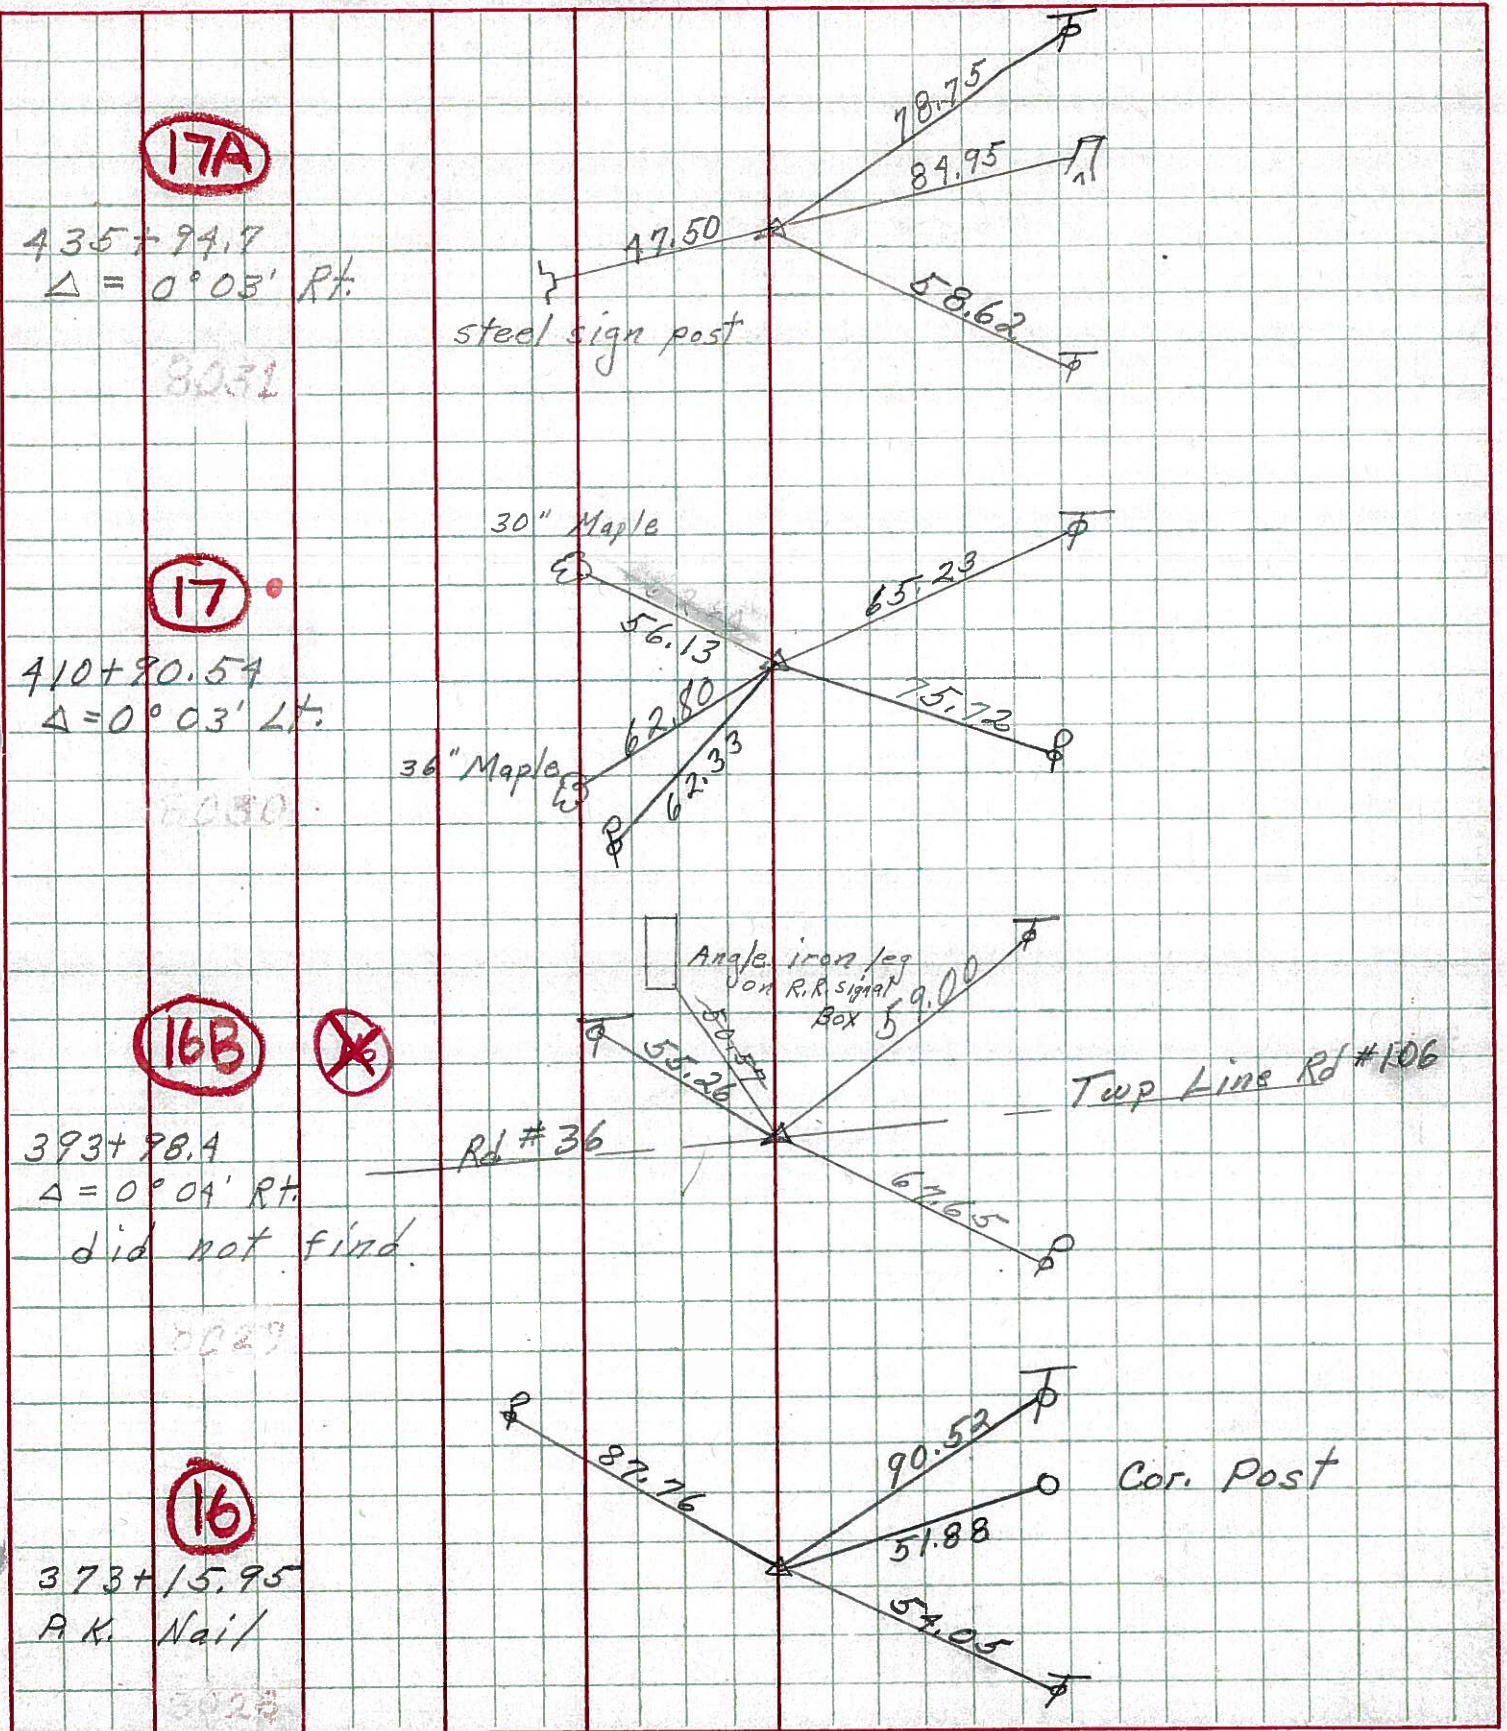 17A
435+94.7
Δ = 0°03' Rt.
8031
78.75
84.95
47.50
58.62
steel sign post
17
410+90.54
Δ=0°03' Lt.
30" Maple
56.13
65.23
62.80
75.72
36" Maple
62.33
16B
393+98.4
Δ=0°04' Rt.
did not find.
Angle iron leg
on R.R. signal
Box
59.00
55.26
Rd #36
Twp Line Rd #106
67.65
16
373+15.95
P.K. Nail
87.76
90.52
Cor. Post
51.88
54.05